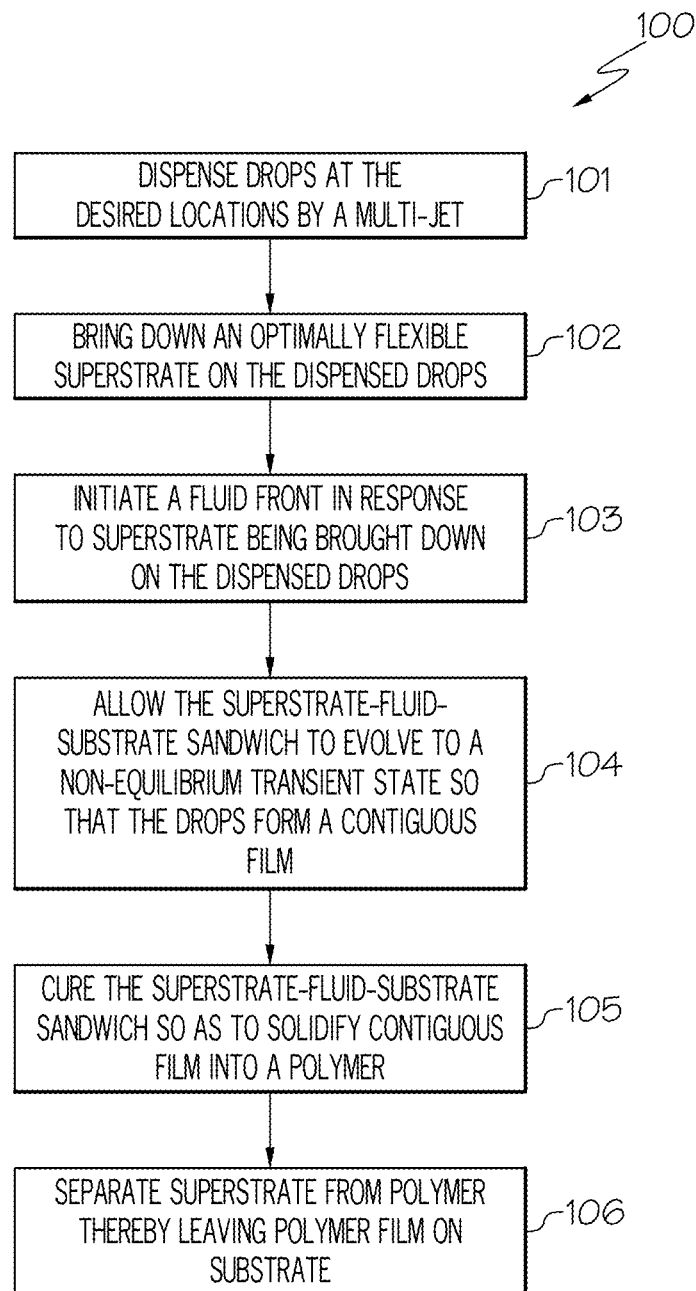 100
DISPENSE DROPS AT THE
DESIRED LOCATIONS BY A MULTI-JET
101
BRING DOWN AN OPTIMALLY FLEXIBLE
SUPERSTRATE ON THE DISPENSED DROPS
102
INITIATE A FLUID FRONT IN RESPONSE
TO SUPERSTRATE BEING BROUGHT DOWN
ON THE DISPENSED DROPS
103
ALLOW THE SUPERSTRATE-FLUID-
SUBSTRATE SANDWICH TO EVOLVE TO A
NON-EQUILIBRIUM TRANSIENT STATE SO
THAT THE DROPS FORM A CONTIGUOUS
FILM
104
CURE THE SUPERSTRATE-FLUID-SUBSTRATE
SANDWICH SO AS TO SOLIDIFY CONTIGUOUS
FILM INTO A POLYMER
105
SEPARATE SUPERSTRATE FROM POLYMER
THEREBY LEAVING POLYMER FILM ON
SUBSTRATE
106